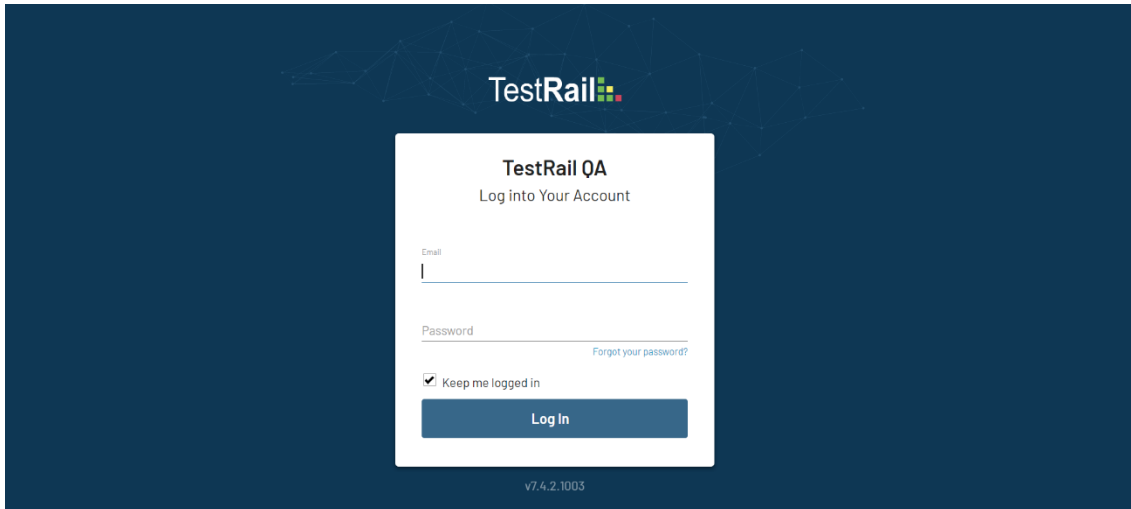 TestRail
TestRail QA
Log into Your Account
Email
Password
Forgot your password?
Keep me logged in
Log In
v7.4.2.1003